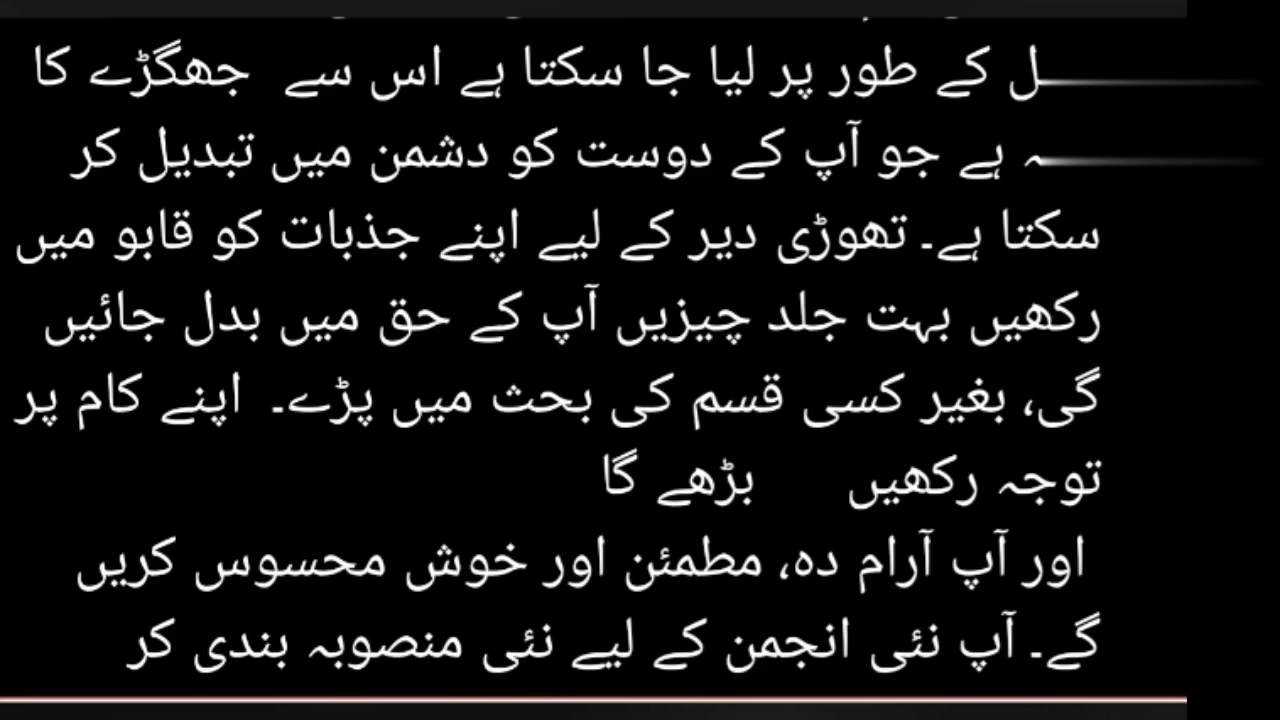 کے طور پر لیا جا سکتا ہے اس سے جھگڑے کا
ہے جو آپ کے دوست کو دشمن میں تبدیل کر
سکتا ہے۔ تھوڑی دیر کے لیے اپنے جذبات کو قابو میں
رکھیں بہت جلد چیزیں آپ کے حق میں بدل جائیں
گی، بغیر کسی قسم کی بحث میں پڑے۔ اپنے کام پر
توجہ رکھیں بڑھے گا
اور آپ آرام دہ، مطمئن اور خوش محسوس کریں
گے۔ آپ نئی انجمن کے لیے نئی منصوبہ بندی کر